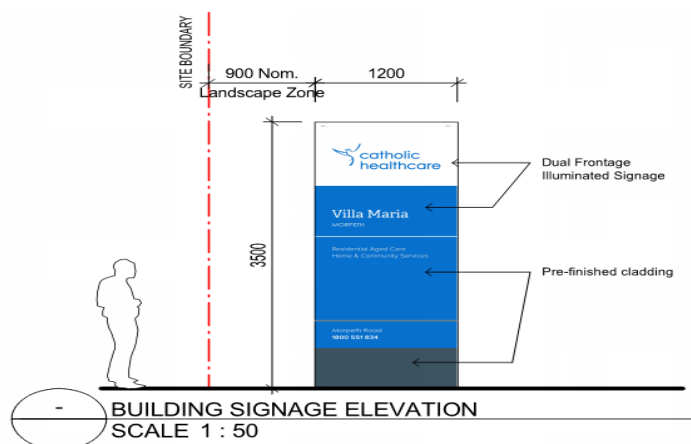 SITE BOUNDARY
900 Nom.
Landscape Zone
1200
3500
catholic
healthcare
Villa Maria
MORPETH
Residential Aged Care
Home & Community Services
Morpeth Road
1800 551 834
Dual Frontage
Illuminated Signage
Pre-finished cladding
-
BUILDING SIGNAGE ELEVATION
SCALE 1 : 50